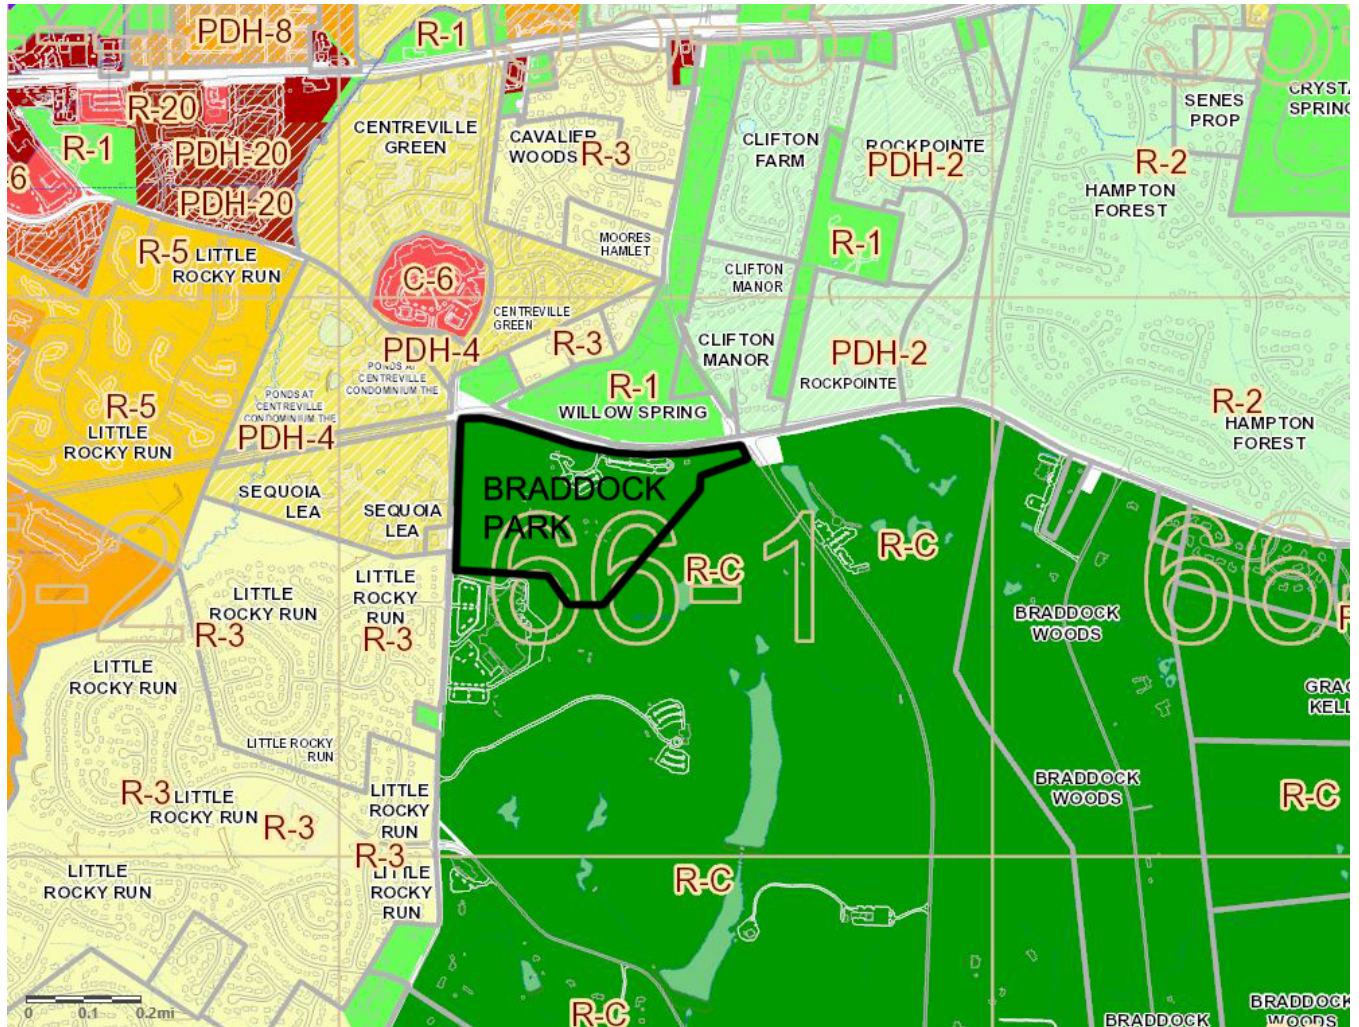 PDH-8
R-1
R-20
R-1
PDH-20
6
PDH-20
CENTREVILLE
GREEN
CAVALIER
WOODS
R-3
CLIFTON
FARM
ROCKPOINTE
PDH-2
SENES
PROP
R-2
HAMPTON
FOREST
R-5
LITTLE
ROCKY RUN
MOORES
HAMLET
R-1
C-6
CLIFTON
MANOR
CENTREVILLE
GREEN
R-3
CLIFTON
MANOR
PDH-4
PDH-2
ROCKPOINTE
PONDS AT
CENTREVILLE
CONDOMINIUM THE
PONDS AT
CENTREVILLE
CONDOMINIUM THE
R-1
WILLOW SPRING
R-5
LITTLE
ROCKY RUN
PDH-4
R-2
HAMPTON
FOREST
SEQUOIA
LEA
SEQUOIA
LEA
BRADDOCK
PARK
66-1
R-C
R-C
66
-2
LITTLE
ROCKY RUN
LITTLE
ROCKY
RUN
R-3
R-3
BRADDOCK
WOODS
LITTLE
ROCKY RUN
LITTLE ROCKY
RUN
BRADDOCK
WOODS
R-3
LITTLE
ROCKY RUN
R-3
LITTLE
ROCKY
RUN
R-C
R-3
LITTLE
ROCKY
RUN
LITTLE
ROCKY RUN
R-C
0 0.1 0.2mi
R-C
BRADDOCK
BRADDOCK
WOODS